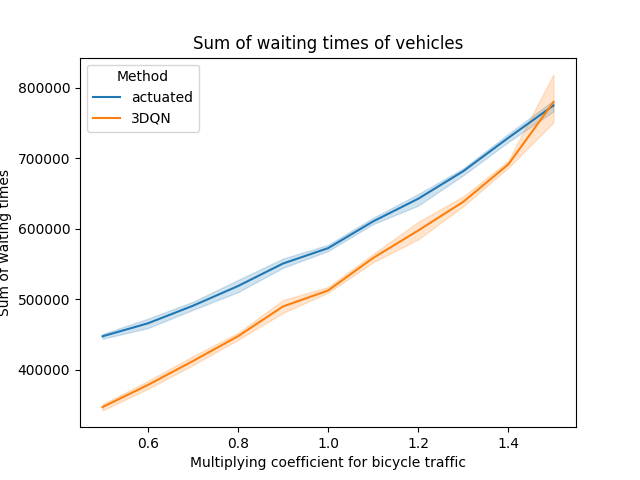 Sum of waiting times of vehicles
Method
actuated
3DQN
Sum of waiting times
800000
700000
600000
500000
400000
0.6 0.8 1.0 1.2 1.4
Multiplying coefficient for bicycle traffic